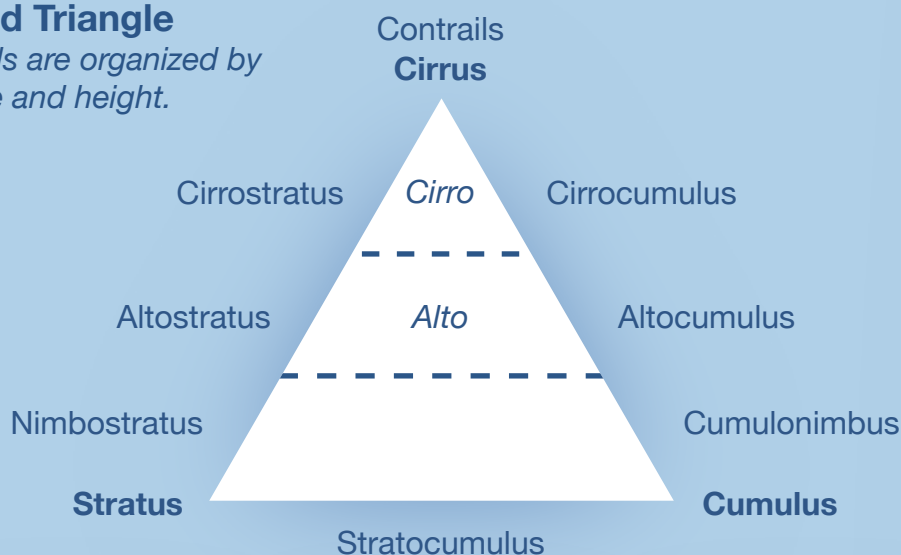 d Triangle
ls are organized by
e and height.
Contrails
Cirrus
Cirrostratus Cirro Cirrocumulus
Altostratus Alto Altocumulus
Nimbostratus Cumulonimbus
Stratus Cumulus
Stratocumulus